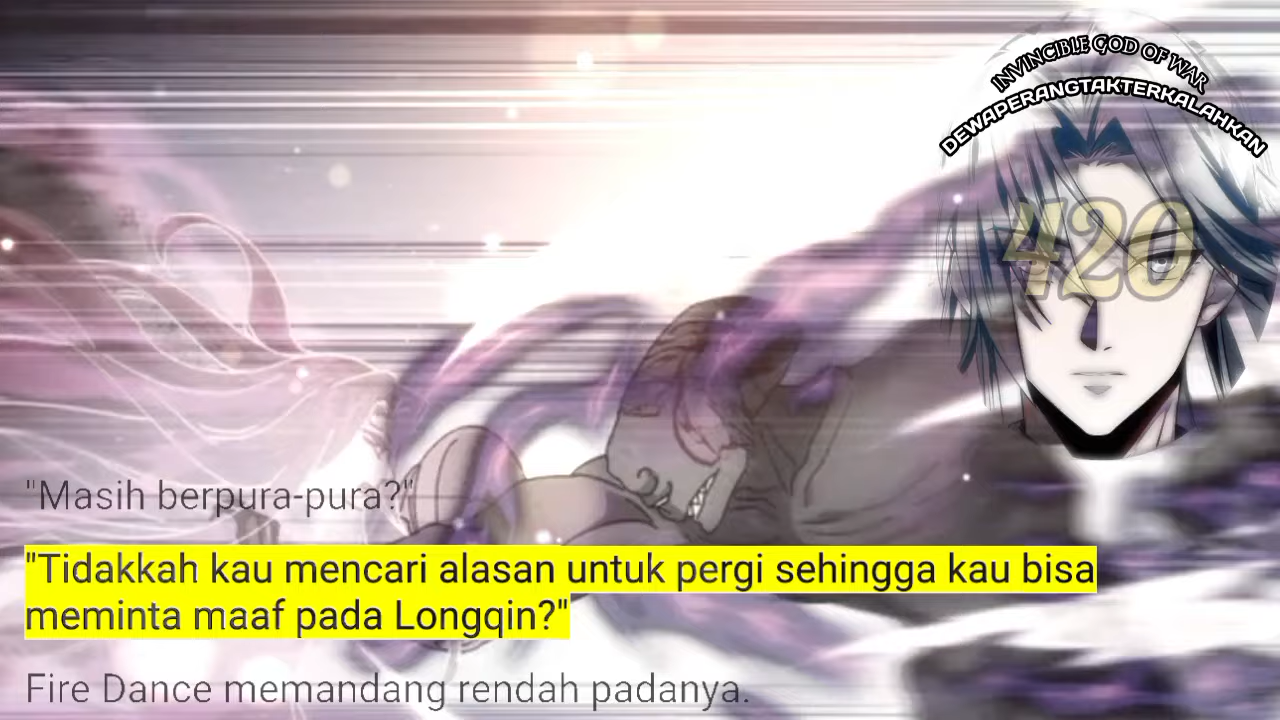 INVINCIBLE GOD OF WAR
DEWAPERANGTAKTERKALAHKAN
420
"Masih berpura-pura?"
"Tidakkah kau mencari alasan untuk pergi sehingga kau bisa
meminta maaf pada Longqin?"
Fire Dance memandang rendah padanya.